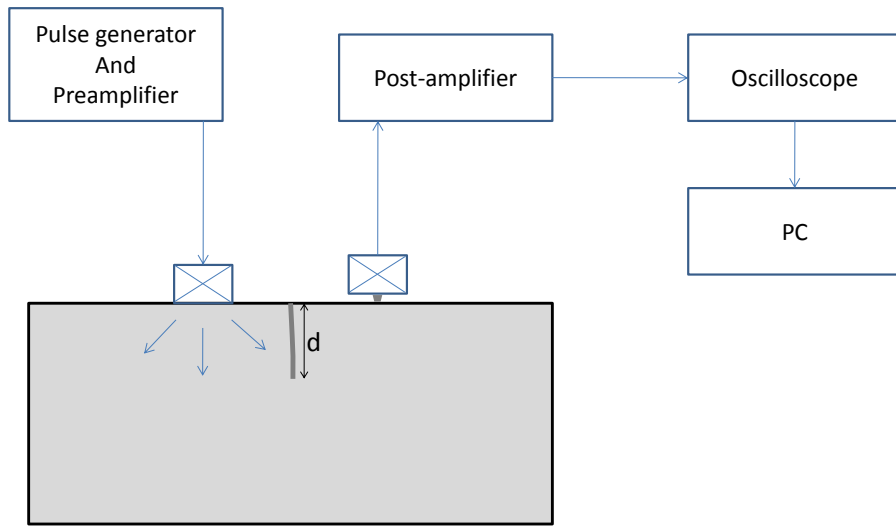 Pulse generator
And
Preamplifier
Post-amplifier
Oscilloscope
PC
d